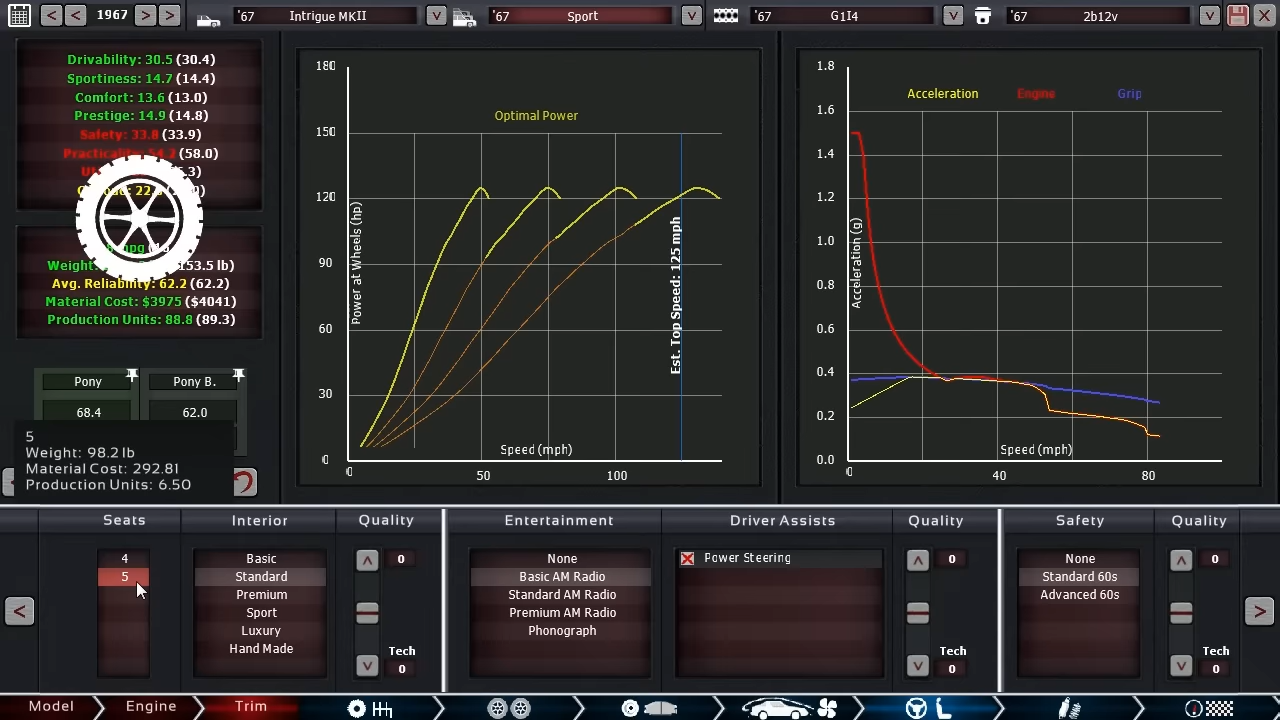 1967
'67 Intrigue MKII
'67 Sport
'67 G1I4
'67 2b12v
Drivability: 30.5 (30.4)
Sportiness: 14.7 (14.4)
Comfort: 13.6 (13.0)
Prestige: 14.9 (14.8)
Safety: 33.8 (33.9)
Practicality: 54.2 (58.0)
mpg
Weight: 153.5 lb)
Avg. Reliability: 62.2 (62.2)
Material Cost: $3975 ($4041)
Production Units: 88.8 (89.3)
Pony
Pony B.
68.4
62.0
5
Weight: 98.2 lb
Material Cost: 292.81
Production Units: 6.50
180
150
120
90
60
30
0
Power at Wheels (hp)
Optimal Power
Est. Top Speed: 125 mph
Speed (mph)
0
50
100
1.8
1.6
1.4
1.2
1.0
0.8
0.6
0.4
0.2
0.0
Acceleration (g)
Acceleration
Engine
Grip
Speed (mph)
0
40
80
Seats
4
5
Interior
Basic
Standard
Premium
Sport
Luxury
Hand Made
Quality
0
Tech
0
Entertainment
None
Basic AM Radio
Standard AM Radio
Premium AM Radio
Phonograph
Driver Assists
Power Steering
Quality
0
Tech
0
Safety
None
Standard 60s
Advanced 60s
Quality
0
Tech
0
Model
Engine
Trim